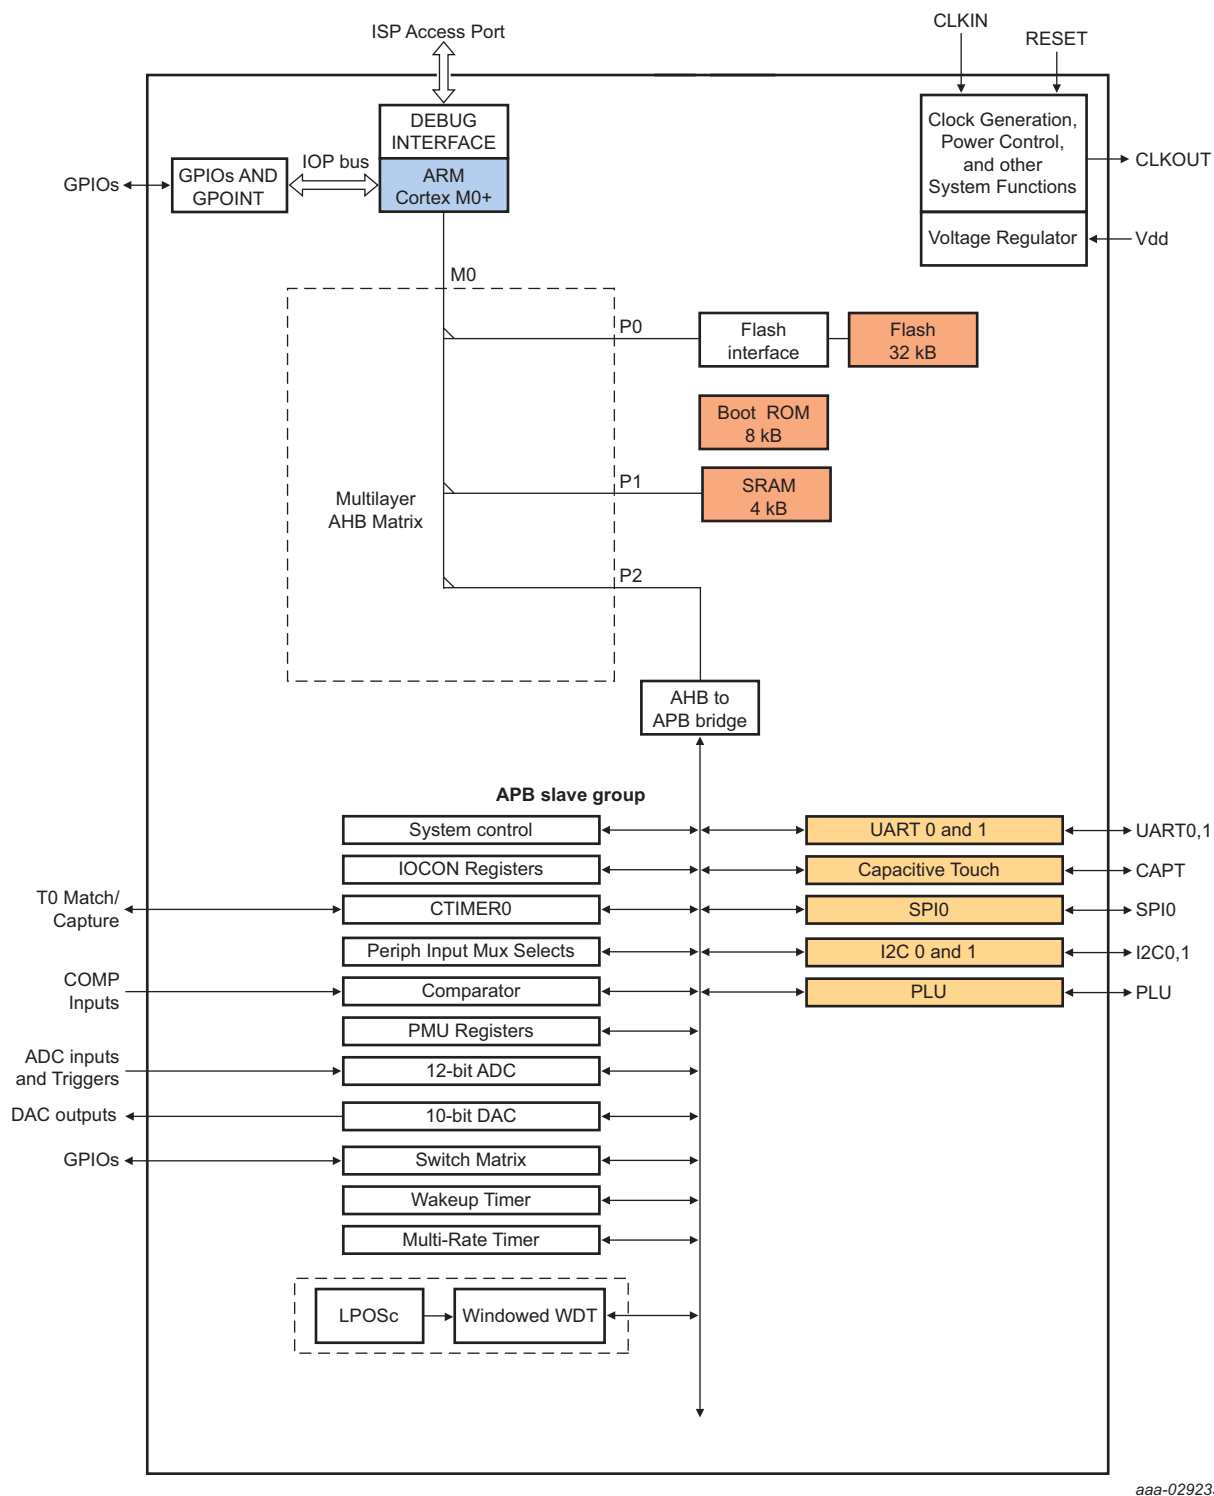 ISP Access Port
CLKIN
RESET
DEBUG
INTERFACE
ARM
Cortex M0+
IOP bus
GPIOs AND
GPOINT
GPIOs
Clock Generation,
Power Control,
and other
System Functions
CLKOUT
Voltage Regulator
Vdd
M0
P0
Flash
interface
Flash
32 kB
Boot ROM
8 kB
P1
SRAM
4 kB
Multilayer
AHB Matrix
P2
AHB to
APB bridge
APB slave group
System control
UART 0 and 1
UART0,1
IOCON Registers
Capacitive Touch
CAPT
T0 Match/
Capture
CTIMER0
SPI0
SPI0
Periph Input Mux Selects
I2C 0 and 1
I2C0,1
COMP
Inputs
Comparator
PLU
PLU
PMU Registers
ADC inputs
and Triggers
12-bit ADC
DAC outputs
10-bit DAC
GPIOs
Switch Matrix
Wakeup Timer
Multi-Rate Timer
LPOSc
Windowed WDT